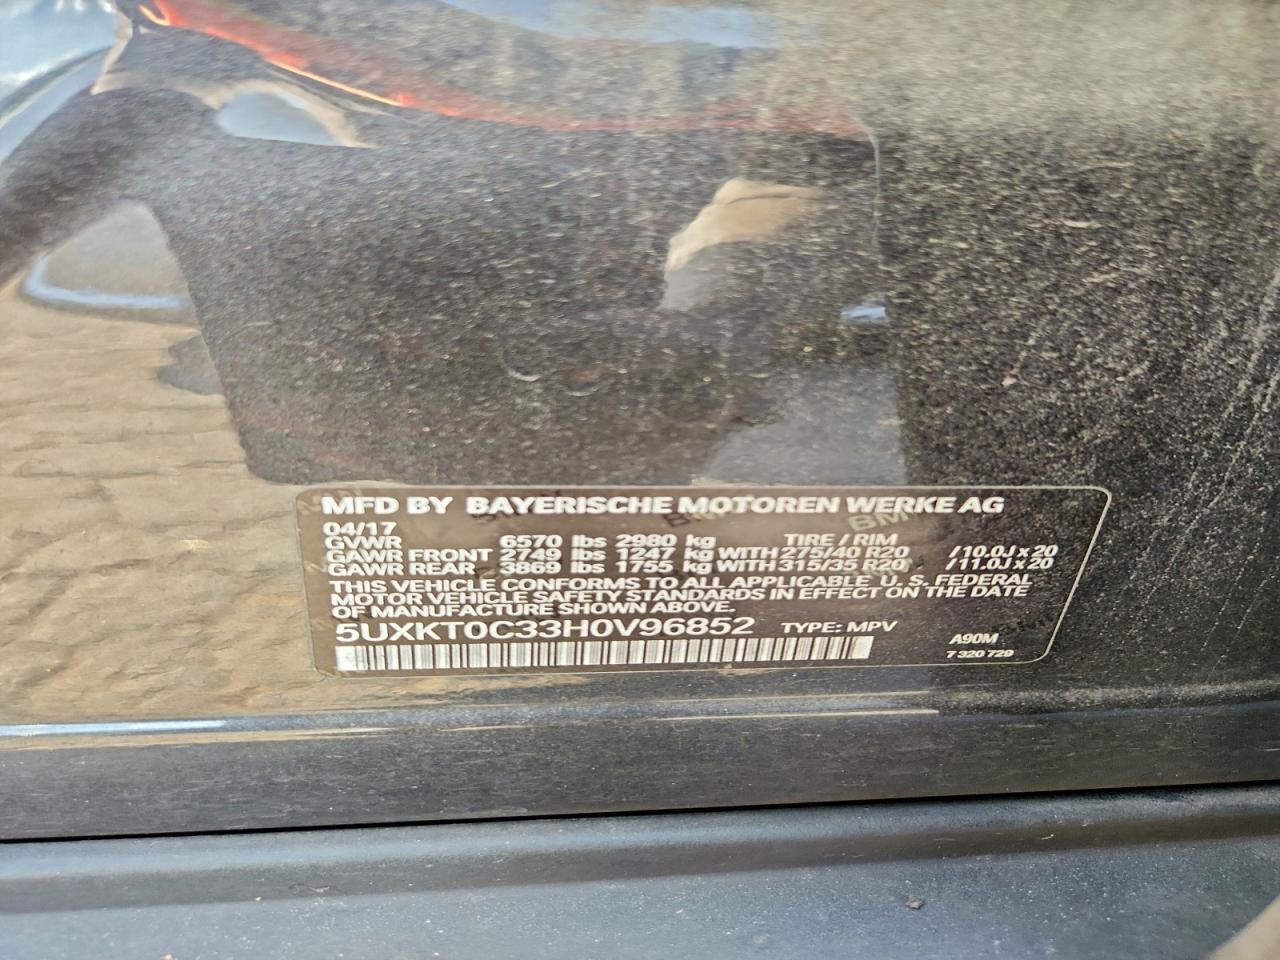 MFD BY BAYERISCHE MOTOREN WERKE AG
04/17
GVWR 6570 lbs 2980 kg TIRE / RIM
GAWR FRONT 2749 lbs 1247 kg WITH 275/40 R20 / 10.0J x 20
GAWR REAR 3869 lbs 1755 kg WITH 315/35 R20 / 11.0J x 20
THIS VEHICLE CONFORMS TO ALL APPLICABLE U.S. FEDERAL
MOTOR VEHICLE SAFETY STANDARDS IN EFFECT ON THE DATE
OF MANUFACTURE SHOWN ABOVE.
5UXKT0C33H0V96852 TYPE: MPV
A90M
7 320 729